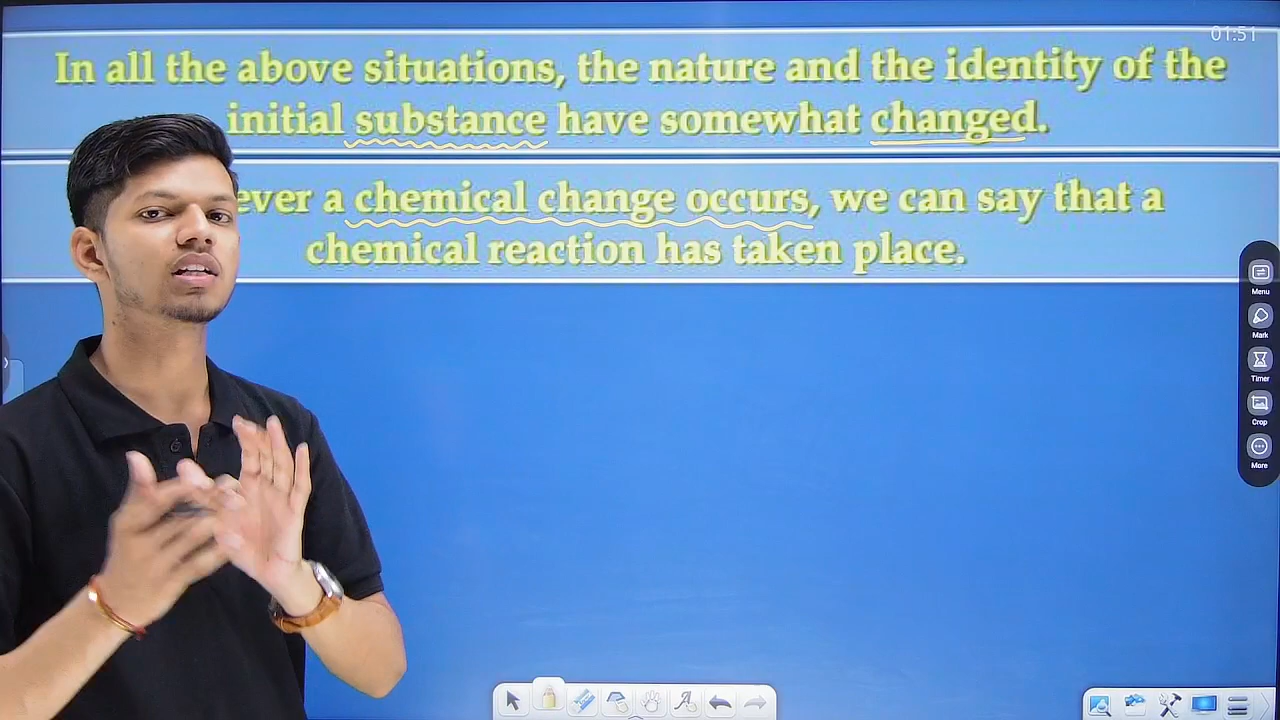 01:51
In all the above situations, the nature and the identity of the
initial substance have somewhat changed.
ever a chemical change occurs, we can say that a
chemical reaction has taken place.
Menu
Mark
Timer
Crop
More